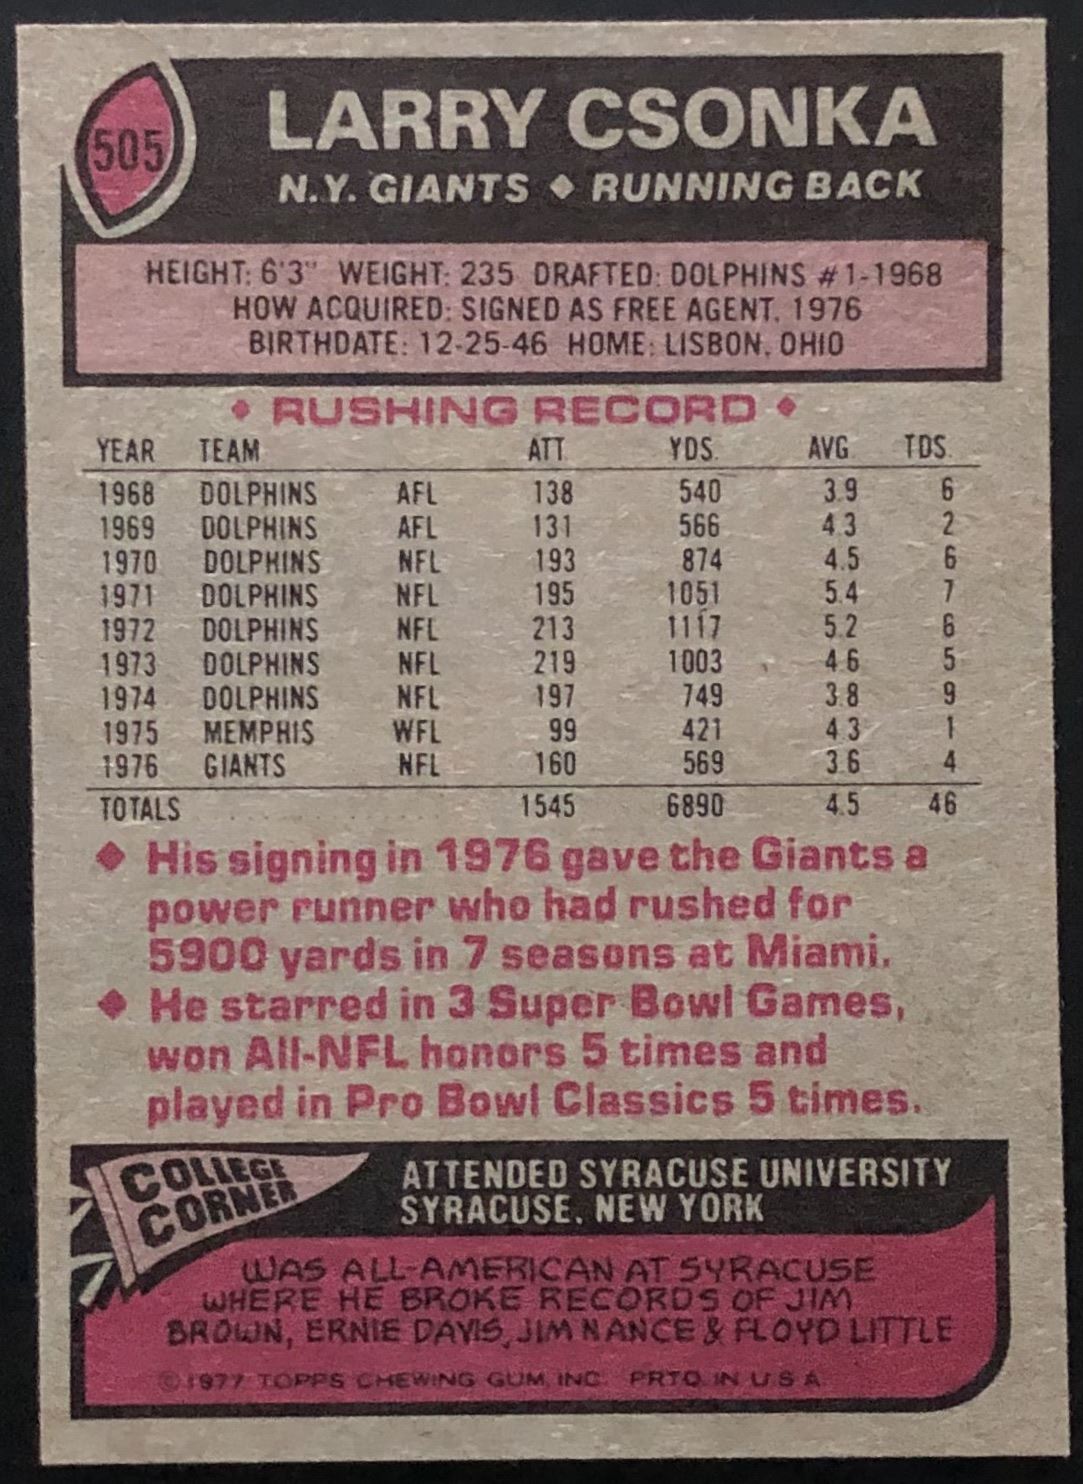 505
LARRY CSONKA
N.Y. GIANTS ◆ RUNNING BACK
HEIGHT: 6'3" WEIGHT: 235 DRAFTED: DOLPHINS #1-1968
HOW ACQUIRED: SIGNED AS FREE AGENT, 1976
BIRTHDATE: 12-25-46 HOME: LISBON, OHIO
◆ RUSHING RECORD ◆
YEAR TEAM ATT. YDS. AVG. TDS.
1968 DOLPHINS AFL 138 540 3.9 6
1969 DOLPHINS AFL 131 566 4.3 2
1970 DOLPHINS NFL 193 874 4.5 6
1971 DOLPHINS NFL 195 1051 5.4 7
1972 DOLPHINS NFL 213 1117 5.2 6
1973 DOLPHINS NFL 219 1003 4.6 5
1974 DOLPHINS NFL 197 749 3.8 9
1975 MEMPHIS WFL 99 421 4.3 1
1976 GIANTS NFL 160 569 3.6 4
TOTALS 1545 6890 4.5 46
◆ His signing in 1976 gave the Giants a
power runner who had rushed for
5900 yards in 7 seasons at Miami.
◆ He starred in 3 Super Bowl Games,
won All-NFL honors 5 times and
played in Pro Bowl Classics 5 times.
COLLEGE
CORNER
ATTENDED SYRACUSE UNIVERSITY
SYRACUSE, NEW YORK
WAS ALL-AMERICAN AT SYRACUSE
WHERE HE BROKE RECORDS OF JIM
BROWN, ERNIE DAVIS, JIM NANCE & FLOYD LITTLE
©1977 TOPPS CHEWING GUM, INC. PRTD. IN U.S.A.